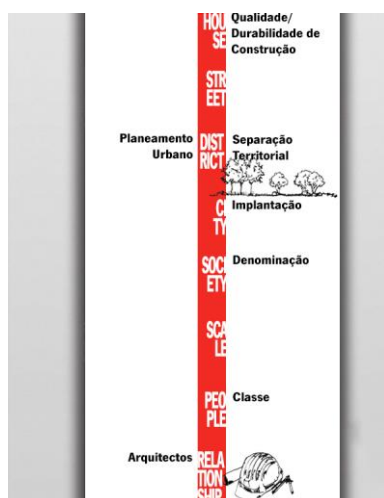 HOU
SE
Qualidade/
Durabilidade de
Construção
STR
EET
Planeamento
Urbano
DIST
RICT
Separação
Territorial
CI
TY
Implantação
SOCI
ETY
Denominação
SCA
LE
PEO
PLE
Classe
Arquitectos
RELA
TION
SHIP